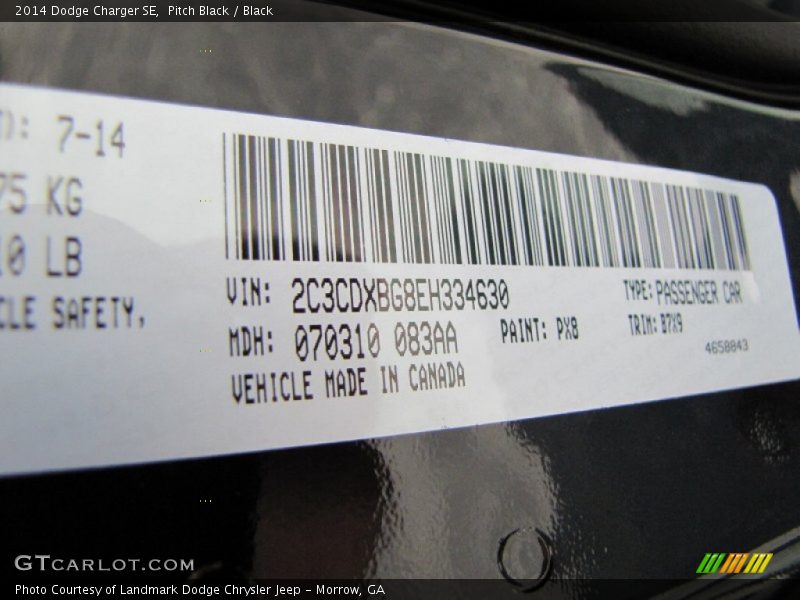 2014 Dodge Charger SE, Pitch Black / Black
D: 7-14
75 KG
10 LB
CLE SAFETY,
VIN: 2C3CDXBG8EH334630
TYPE: PASSENGER CAR
MDH: 070310 083AA
PAINT: PX8
TRIM: B7X9
VEHICLE MADE IN CANADA
4658843
GTCARLOT.COM
Photo Courtesy of Landmark Dodge Chrysler Jeep - Morrow, GA